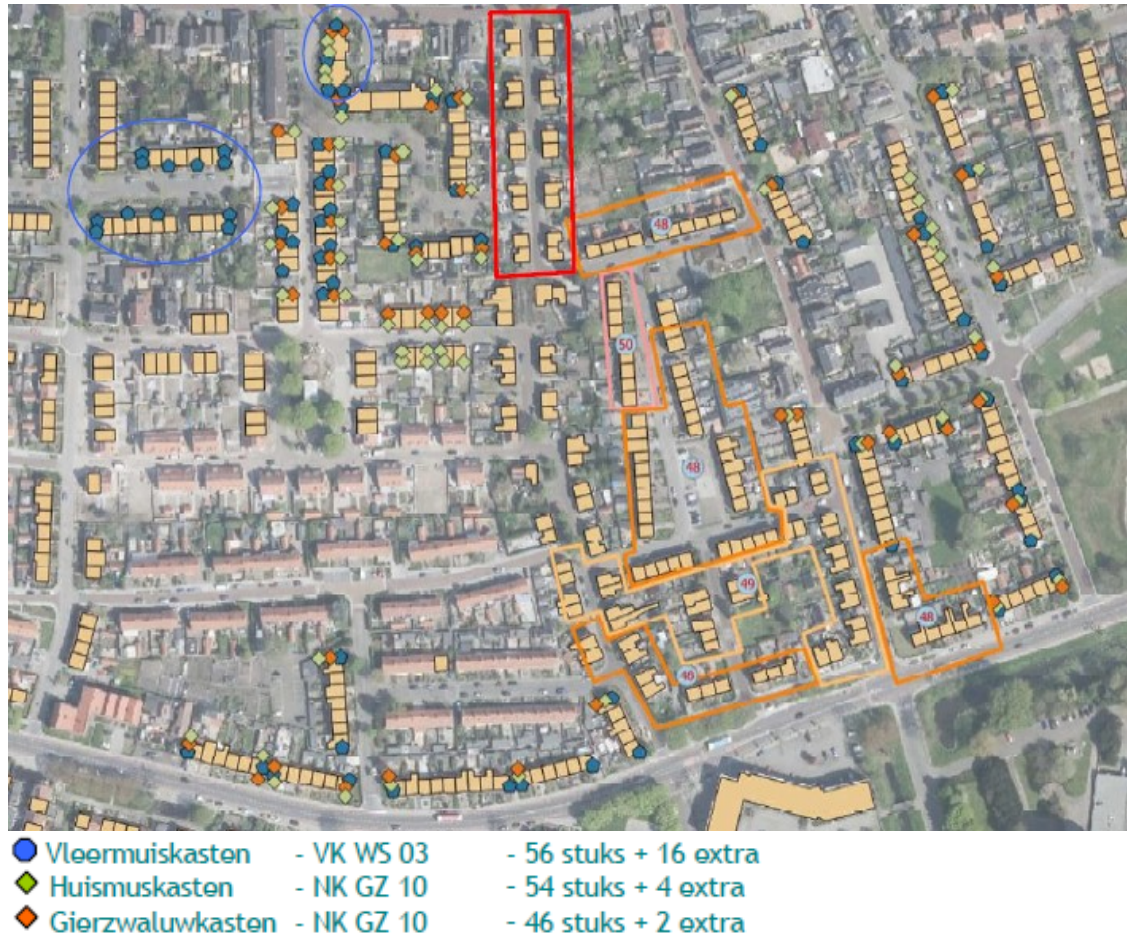 48
50
48
49
48
46
Vleermuiskasten - VK WS 03 - 56 stuks + 16 extra
Huismuskasten - NK GZ 10 - 54 stuks + 4 extra
Gierzwaluwkasten - NK GZ 10 - 46 stuks + 2 extra